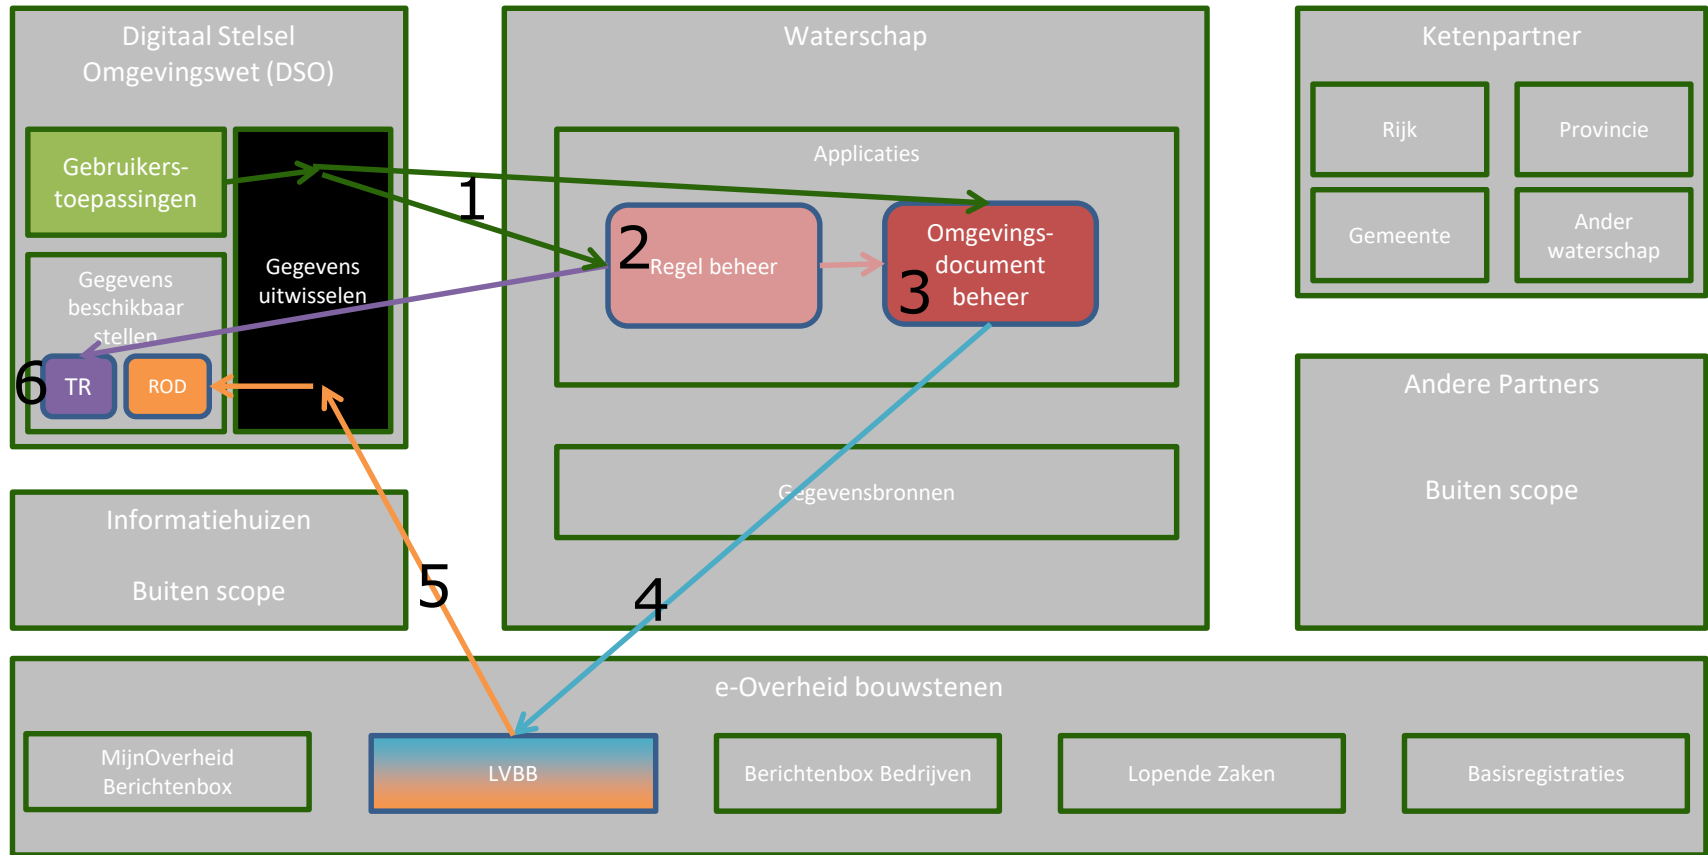 Digitaal Stelsel
Omgevingswet (DSO)
Gebruikers-
toepassingen
Gegevens
uitwisselen
Gegevens
beschikbaar
stellen
6
TR
ROD
Informatiehuizen
Buiten scope
1
5
Waterschap
Applicaties
2
Regel beheer
Omgevings-
document
beheer
3
Gegevensbronnen
4
Ketenpartner
Rijk
Provincie
Gemeente
Ander
waterschap
Andere Partners
Buiten scope
e-Overheid bouwstenen
MijnOverheid
Berichtenbox
LVBB
Berichtenbox Bedrijven
Lopende Zaken
Basisregistraties